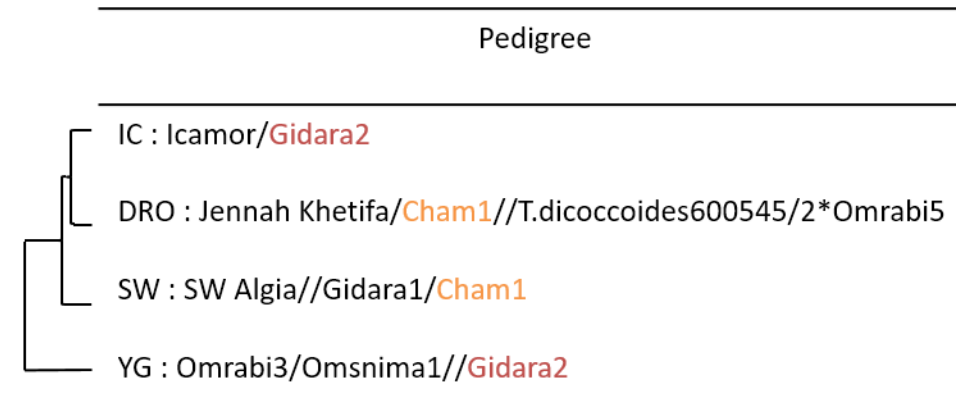 Pedigree
IC : Icamor/Gidara2
DRO : Jennah Khetifa/Cham1//T.dicoccoides600545/2*Omrabi5
SW : SW Algia//Gidara1/Cham1
YG : Omrabi3/Omsnima1//Gidara2